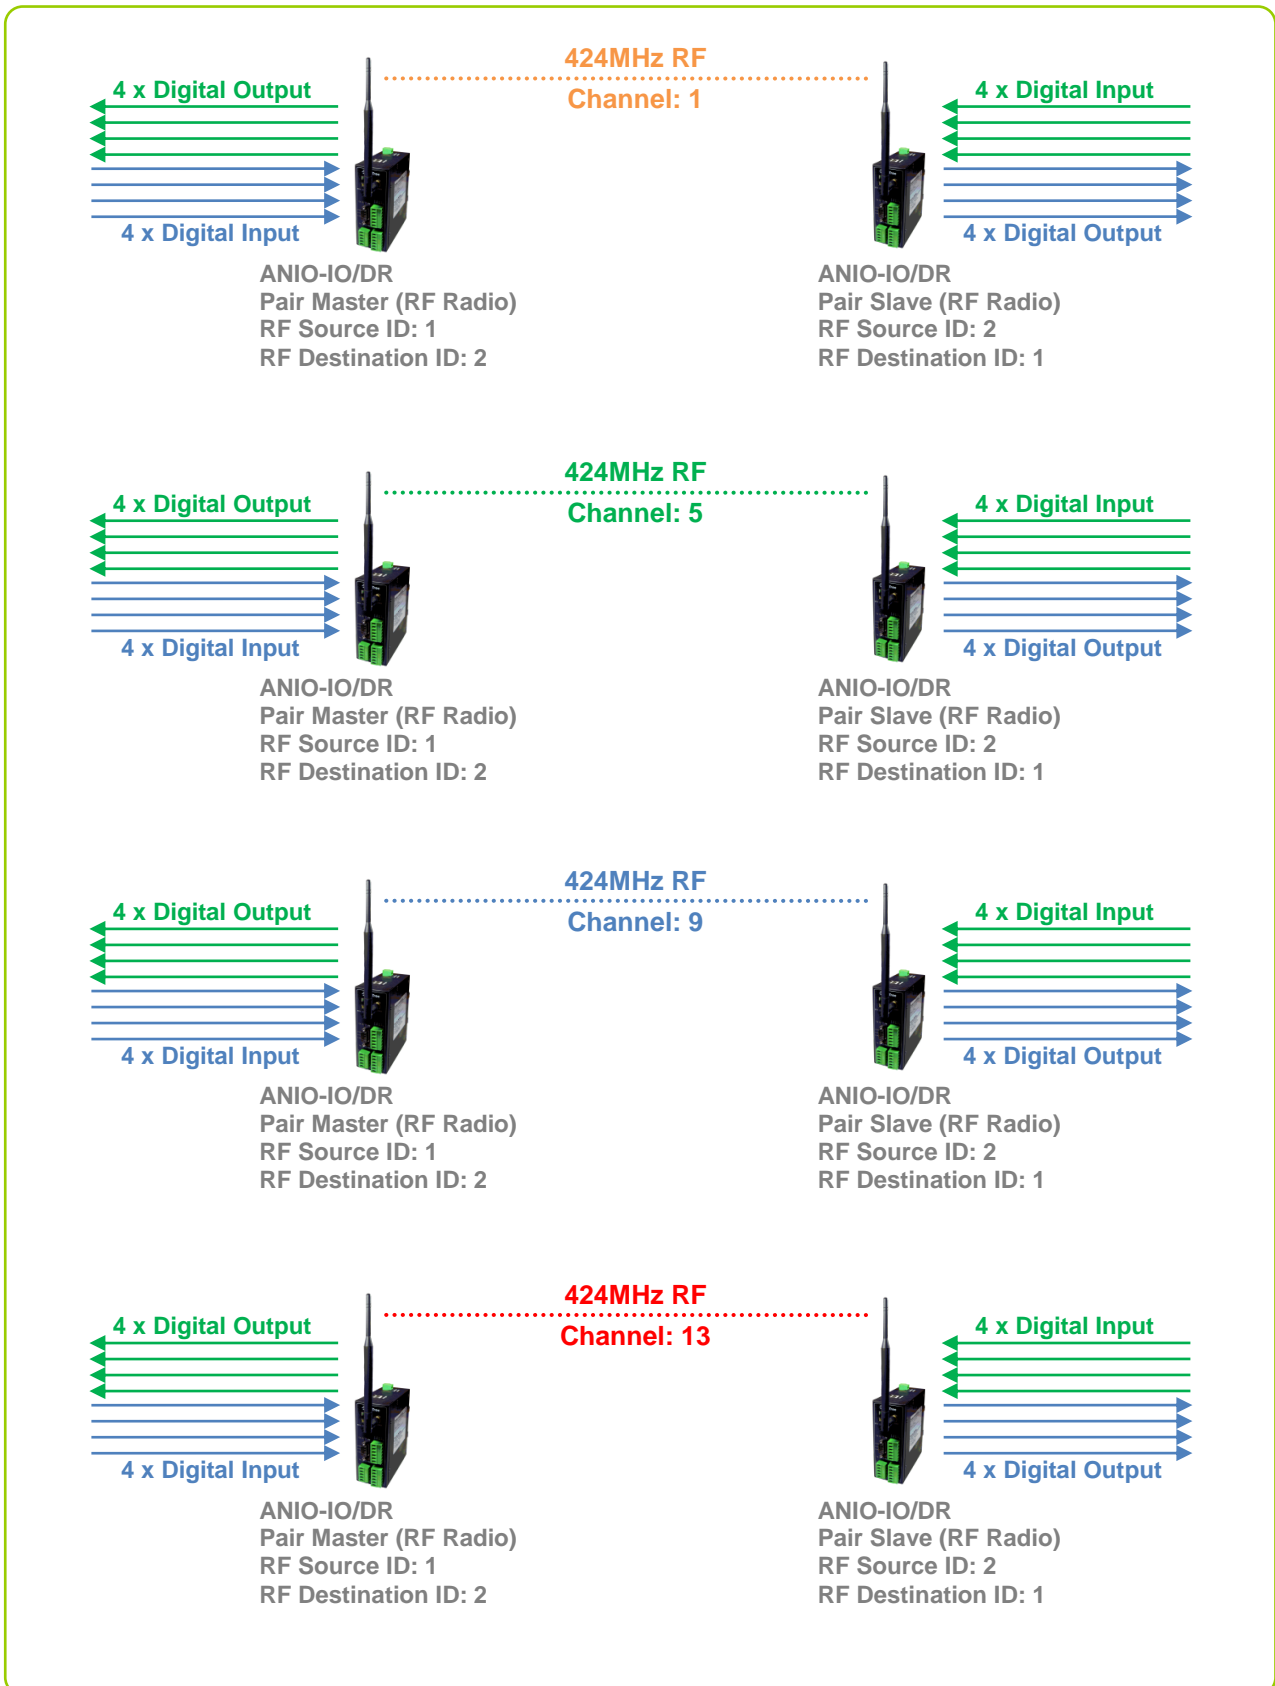 424MHz RF
Channel: 1
4 x Digital Output
4 x Digital Input
4 x Digital Input
4 x Digital Output
ANIO-IO/DR
Pair Master (RF Radio)
RF Source ID: 1
RF Destination ID: 2
ANIO-IO/DR
Pair Slave (RF Radio)
RF Source ID: 2
RF Destination ID: 1
424MHz RF
Channel: 5
4 x Digital Output
4 x Digital Input
4 x Digital Input
4 x Digital Output
ANIO-IO/DR
Pair Master (RF Radio)
RF Source ID: 1
RF Destination ID: 2
ANIO-IO/DR
Pair Slave (RF Radio)
RF Source ID: 2
RF Destination ID: 1
424MHz RF
Channel: 9
4 x Digital Output
4 x Digital Input
4 x Digital Input
4 x Digital Output
ANIO-IO/DR
Pair Master (RF Radio)
RF Source ID: 1
RF Destination ID: 2
ANIO-IO/DR
Pair Slave (RF Radio)
RF Source ID: 2
RF Destination ID: 1
424MHz RF
Channel: 13
4 x Digital Output
4 x Digital Input
4 x Digital Input
4 x Digital Output
ANIO-IO/DR
Pair Master (RF Radio)
RF Source ID: 1
RF Destination ID: 2
ANIO-IO/DR
Pair Slave (RF Radio)
RF Source ID: 2
RF Destination ID: 1